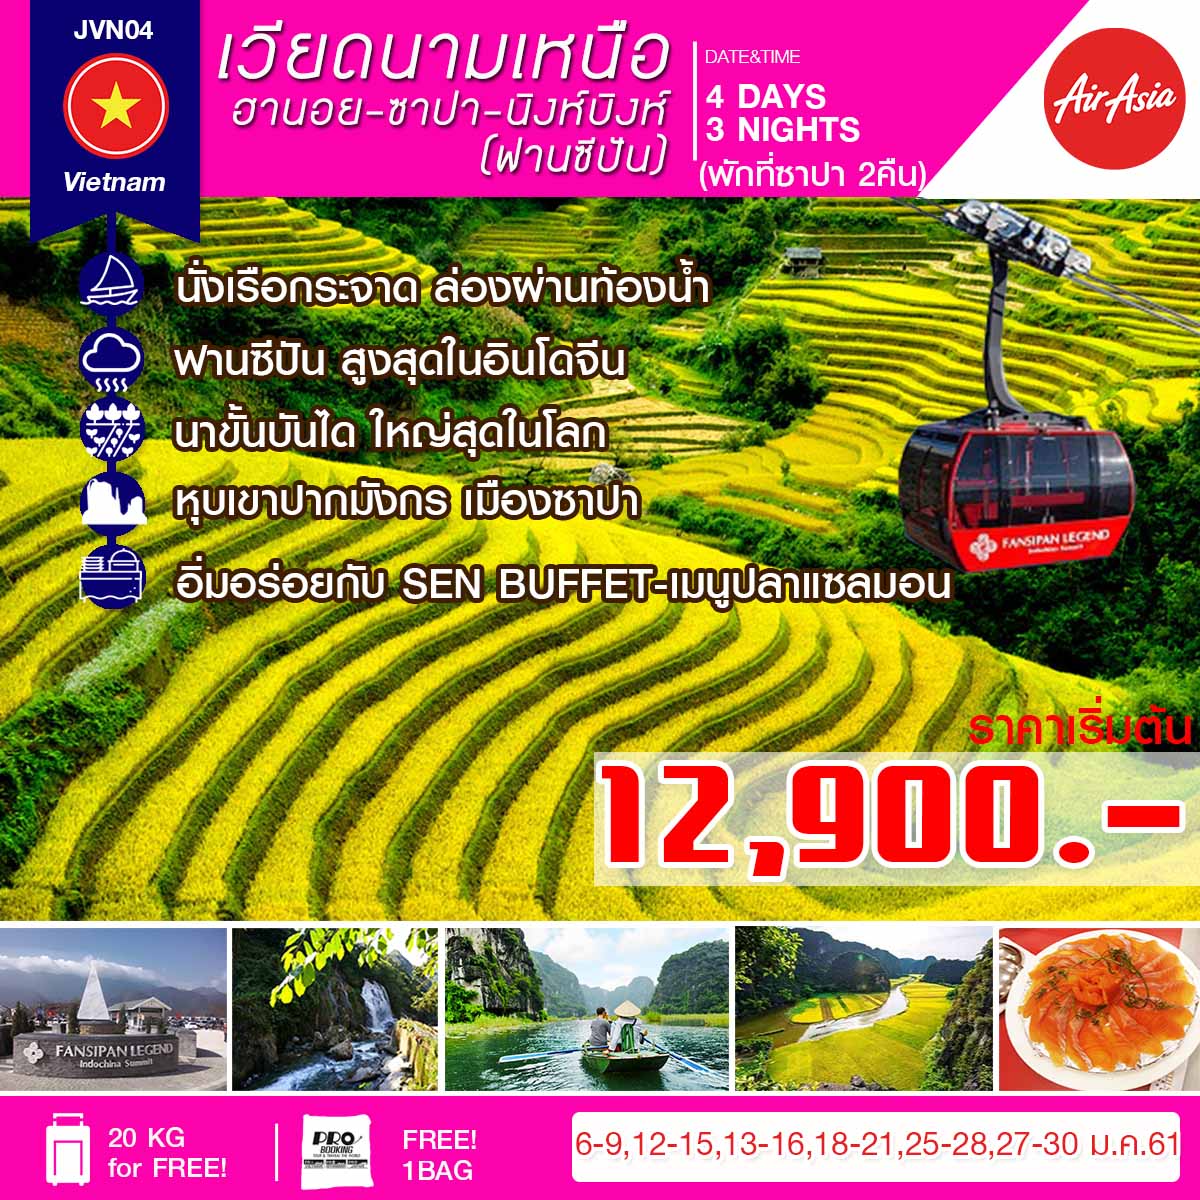 JVN04
Vietnam
เวียดนามเหนือ
ฮานอย-ซาปา-นิงห์บิงห์
(ฟานซีปัน)
DATE&TIME
4 DAYS
3 NIGHTS
(พักที่ซาปา 2คืน)
AirAsia
นั่งเรือกระจาด ล่องผ่านท้องน้ำ
ฟานซีปัน สูงสุดในอินโดจีน
นาขั้นบันได ใหญ่สุดในโลก
หุบเขาปากมังกร เมืองซาปา
อิ่มอร่อยกับ SEN BUFFET-เมนูปลาแซลมอน
FANSIPAN LEGEND
Indochina Summit
ราคาเริ่มต้น
12,900.-
FANSIPAN LEGEND
Indochina Summit
20 KG
for FREE!
PRO
BOOKING
FREE!
1BAG
6-9,12-15,13-16,18-21,25-28,27-30 ม.ค.61